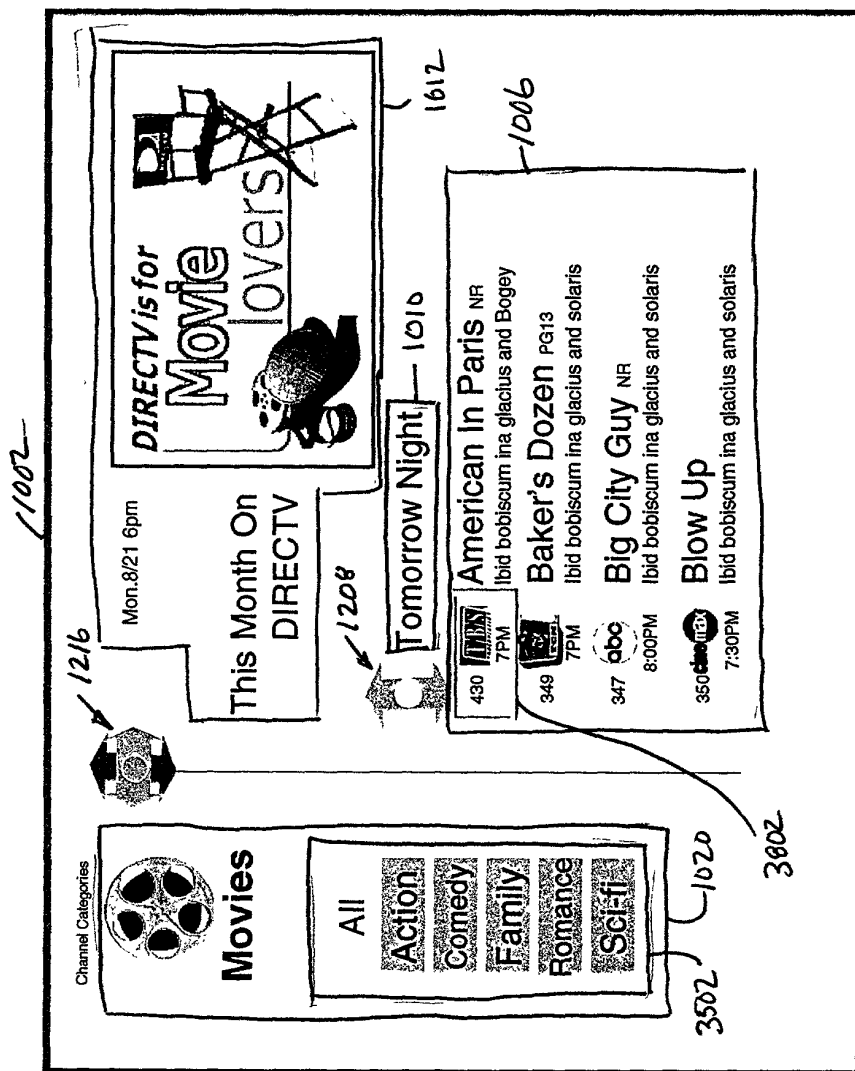 1002
1216
Channel Categories
Movies
All
Action
Comedy
Family
Romance
Sci-fi
3502
1020
Mon.8/21 6pm
This Month On
DIRECTV
DIRECTV is for
Movie
lovers
1612
1208
Tomorrow Night
1010
1006
430 TBS
7PM
American In Paris NR
Ibid bobiscum ina glacius and Bogey
349 TCM
7PM
Baker's Dozen PG13
Ibid bobiscum ina glacius and solaris
347 abc
8:00PM
Big City Guy NR
Ibid bobiscum ina glacius and solaris
350 cinemax
7:30PM
Blow Up
Ibid bobiscum ina glacius and solaris
3802